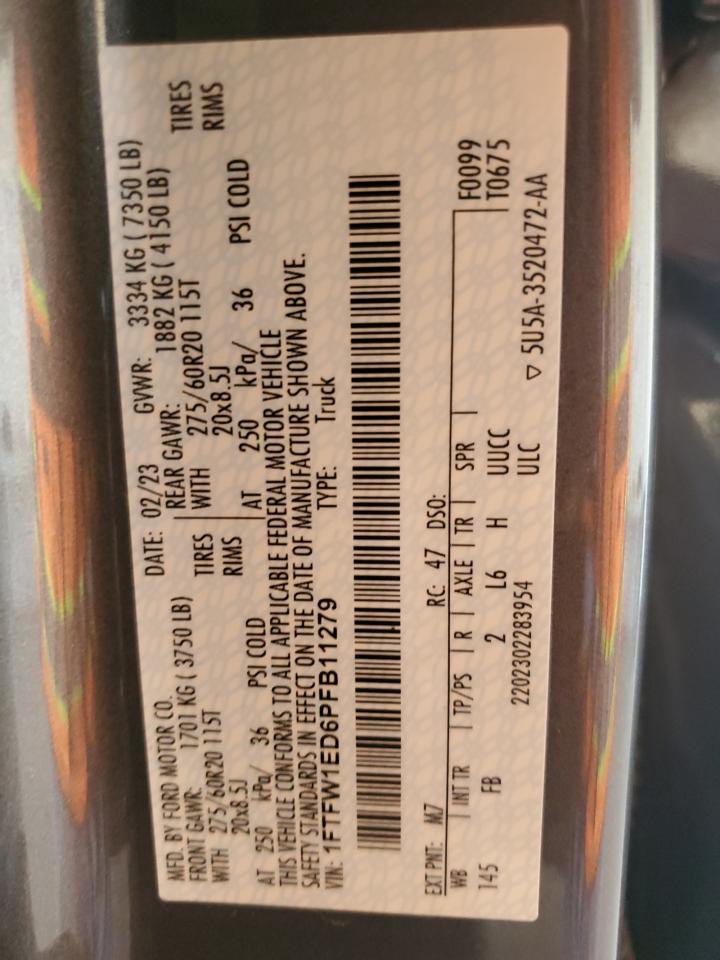 MFD. BY FORD MOTOR CO.
DATE: 02/23 GVWR: 3334 KG ( 7350 LB)
FRONT GAWR: 1701 KG ( 3750 LB)
REAR GAWR: 1882 KG ( 4150 LB)
WITH 275/60R20 115T TIRES
WITH 275/60R20 115T TIRES
20x8.5J RIMS
20x8.5J RIMS
AT 250 kPa/ 36 PSI COLD
AT 250 kPa/ 36 PSI COLD
THIS VEHICLE CONFORMS TO ALL APPLICABLE FEDERAL MOTOR VEHICLE
SAFETY STANDARDS IN EFFECT ON THE DATE OF MANUFACTURE SHOWN ABOVE.
VIN: 1FTFW1ED6PFB11279 TYPE: Truck
EXT PNT: M7 RC: 47 DSO:
WB INT TR TP/PS R AXLE TR SPR F0099
145 FB 2 L6 H UUCC T0675
2202302283954 ULC
▽ 5U5A-3520472-AA